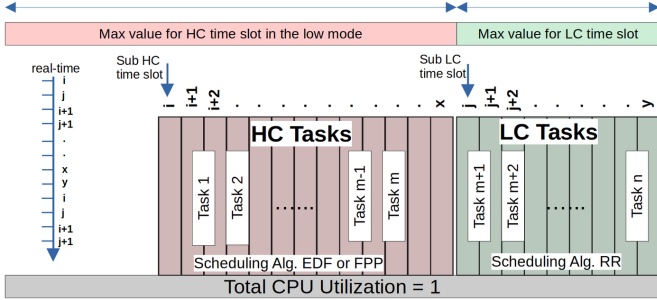 Max value for HC time slot in the low mode
Max value for LC time slot
real-time
i
j
i+1
j+1
.
.
x
y
i
j
i+1
j+1
Sub HC
time slot
Sub LC
time slot
i
i+1
i+2
. . . . . . . . .
x
j
j+1
j+2
. . . . .
y
HC Tasks
LC Tasks
Task 1
Task 2
......
Task m-1
Task m
Task m+1
Task m+2
......
Task n
Scheduling Alg. EDF or FPP
Scheduling Alg. RR
Total CPU Utilization = 1